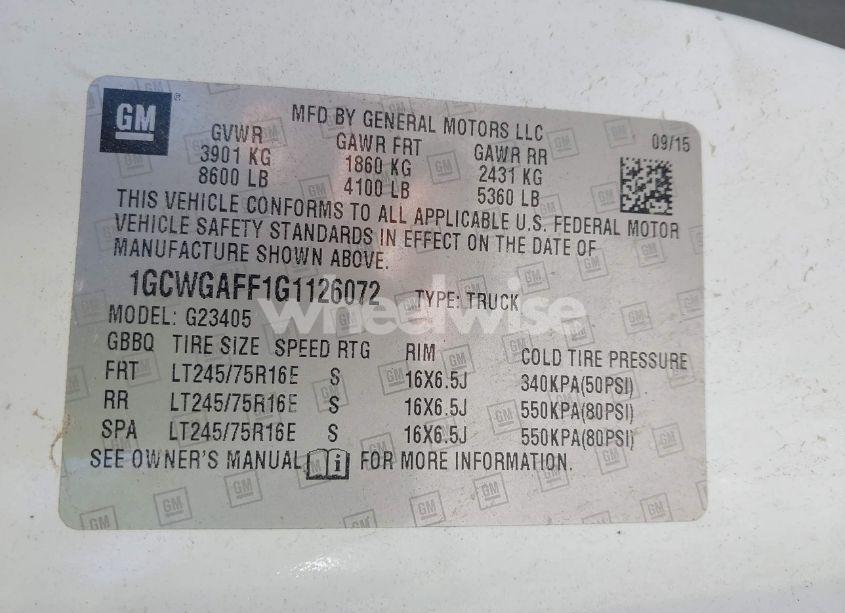 GM ®
MFD BY GENERAL MOTORS LLC
GVWR GAWR FRT GAWR RR 09/15
3901 KG 1860 KG 2431 KG
8600 LB 4100 LB 5360 LB
THIS VEHICLE CONFORMS TO ALL APPLICABLE U.S. FEDERAL MOTOR
VEHICLE SAFETY STANDARDS IN EFFECT ON THE DATE OF
MANUFACTURE SHOWN ABOVE.
1GCWGAFF1G1126072 TYPE: TRUCK
wheelwise
MODEL: G23405
GBBQ TIRE SIZE SPEED RTG RIM COLD TIRE PRESSURE
FRT LT245/75R16E S 16X6.5J 340KPA(50PSI)
RR LT245/75R16E S 16X6.5J 550KPA(80PSI)
SPA LT245/75R16E S 16X6.5J 550KPA(80PSI)
SEE OWNER'S MANUAL i FOR MORE INFORMATION.